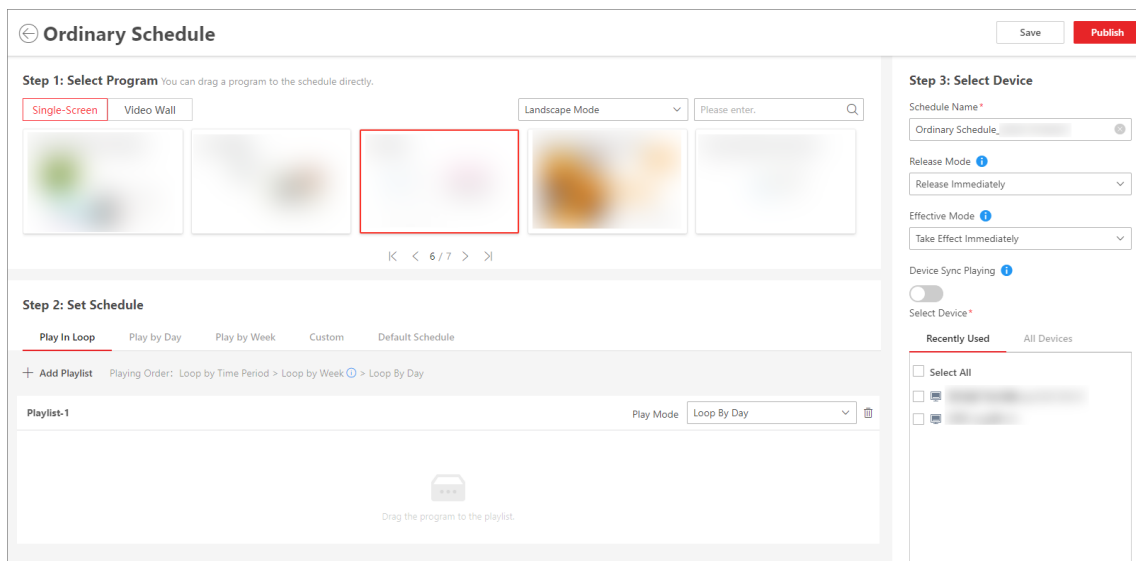 Ordinary Schedule
Save
Publish
Step 1: Select Program You can drag a program to the schedule directly.
Single-Screen
Video Wall
Landscape Mode
Please enter.
6 / 7
Step 2: Set Schedule
Play In Loop
Play by Day
Play by Week
Custom
Default Schedule
+ Add Playlist
Playing Order: Loop by Time Period > Loop by Week > Loop By Day
Playlist-1
Play Mode
Loop By Day
Drag the program to the playlist.
Step 3: Select Device
Schedule Name*
Ordinary Schedule_
Release Mode
Release Immediately
Effective Mode
Take Effect Immediately
Device Sync Playing
Select Device*
Recently Used
All Devices
Select All